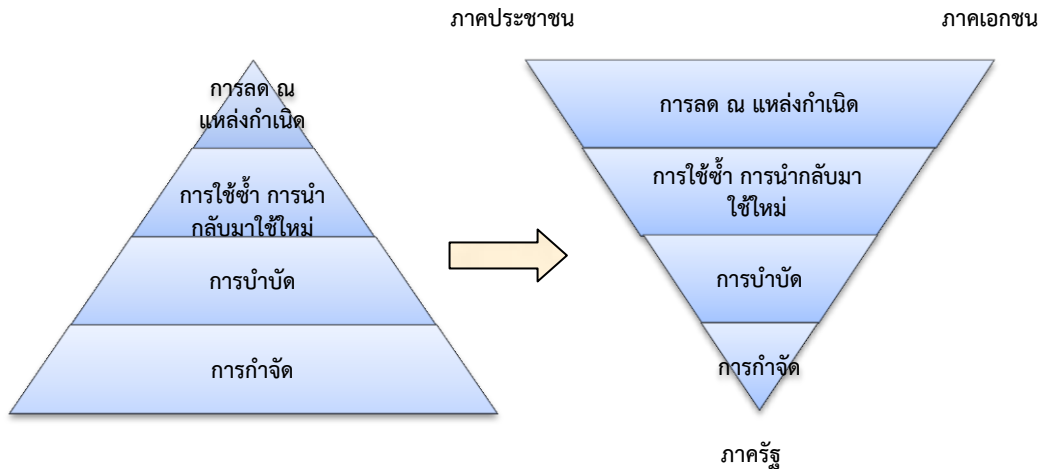 ภาคประชาชน
ภาคเอกชน
การลด ณ
แหล่งกำเนิด
การใช้ซ้ำ การนำ
กลับมาใช้ใหม่
การบำบัด
การกำจัด
การลด ณ แหล่งกำเนิด
การใช้ซ้ำ การนำกลับมา
ใช้ใหม่
การบำบัด
การกำจัด
ภาครัฐ